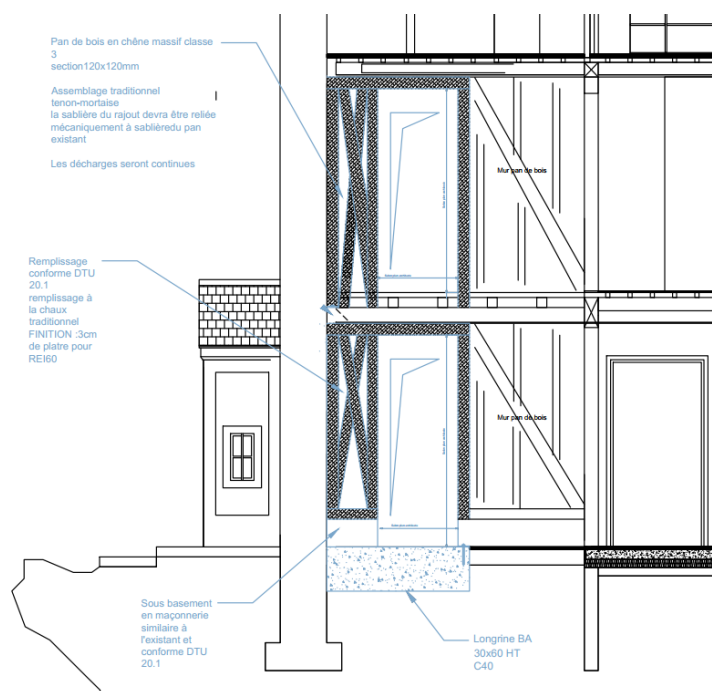 Pan de bois en chêne massif classe
3
section120x120mm
Assemblage traditionnel
tenon-mortaise
la sablière du rajout devra être reliée
mécaniquement à sablièredu pan
existant
Les décharges seront continues
Mur pan de bois
Remplissage
conforme DTU
20.1
remplissage à
la chaux
traditionnel
FINITION :3cm
de platre pour
REI60
Mur pan de bois
Sous basement
en maçonnerie
similaire à
l'existant et
conforme DTU
20.1
Longrine BA
30x60 HT
C40